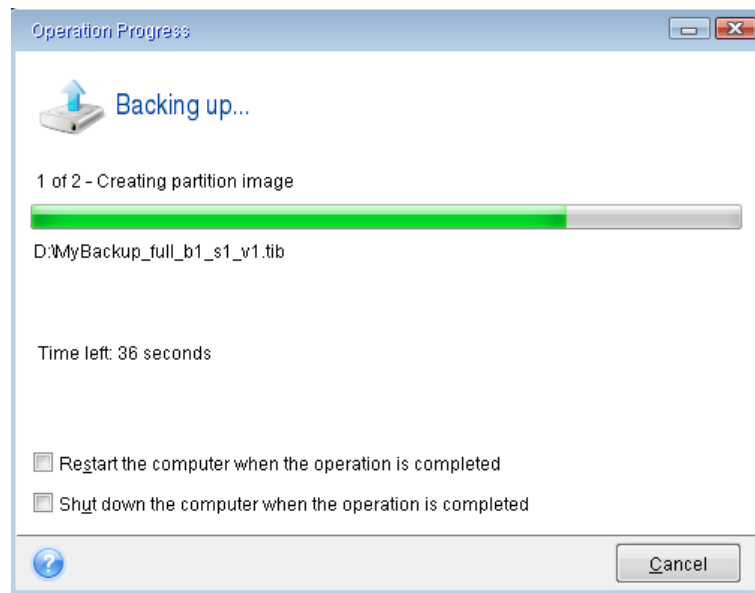 Operation Progress
Backing up...
1 of 2 - Creating partition image
D:\MyBackup_full_b1_s1_v1.tib
Time left: 36 seconds
Restart the computer when the operation is completed
Shut down the computer when the operation is completed
?
Cancel